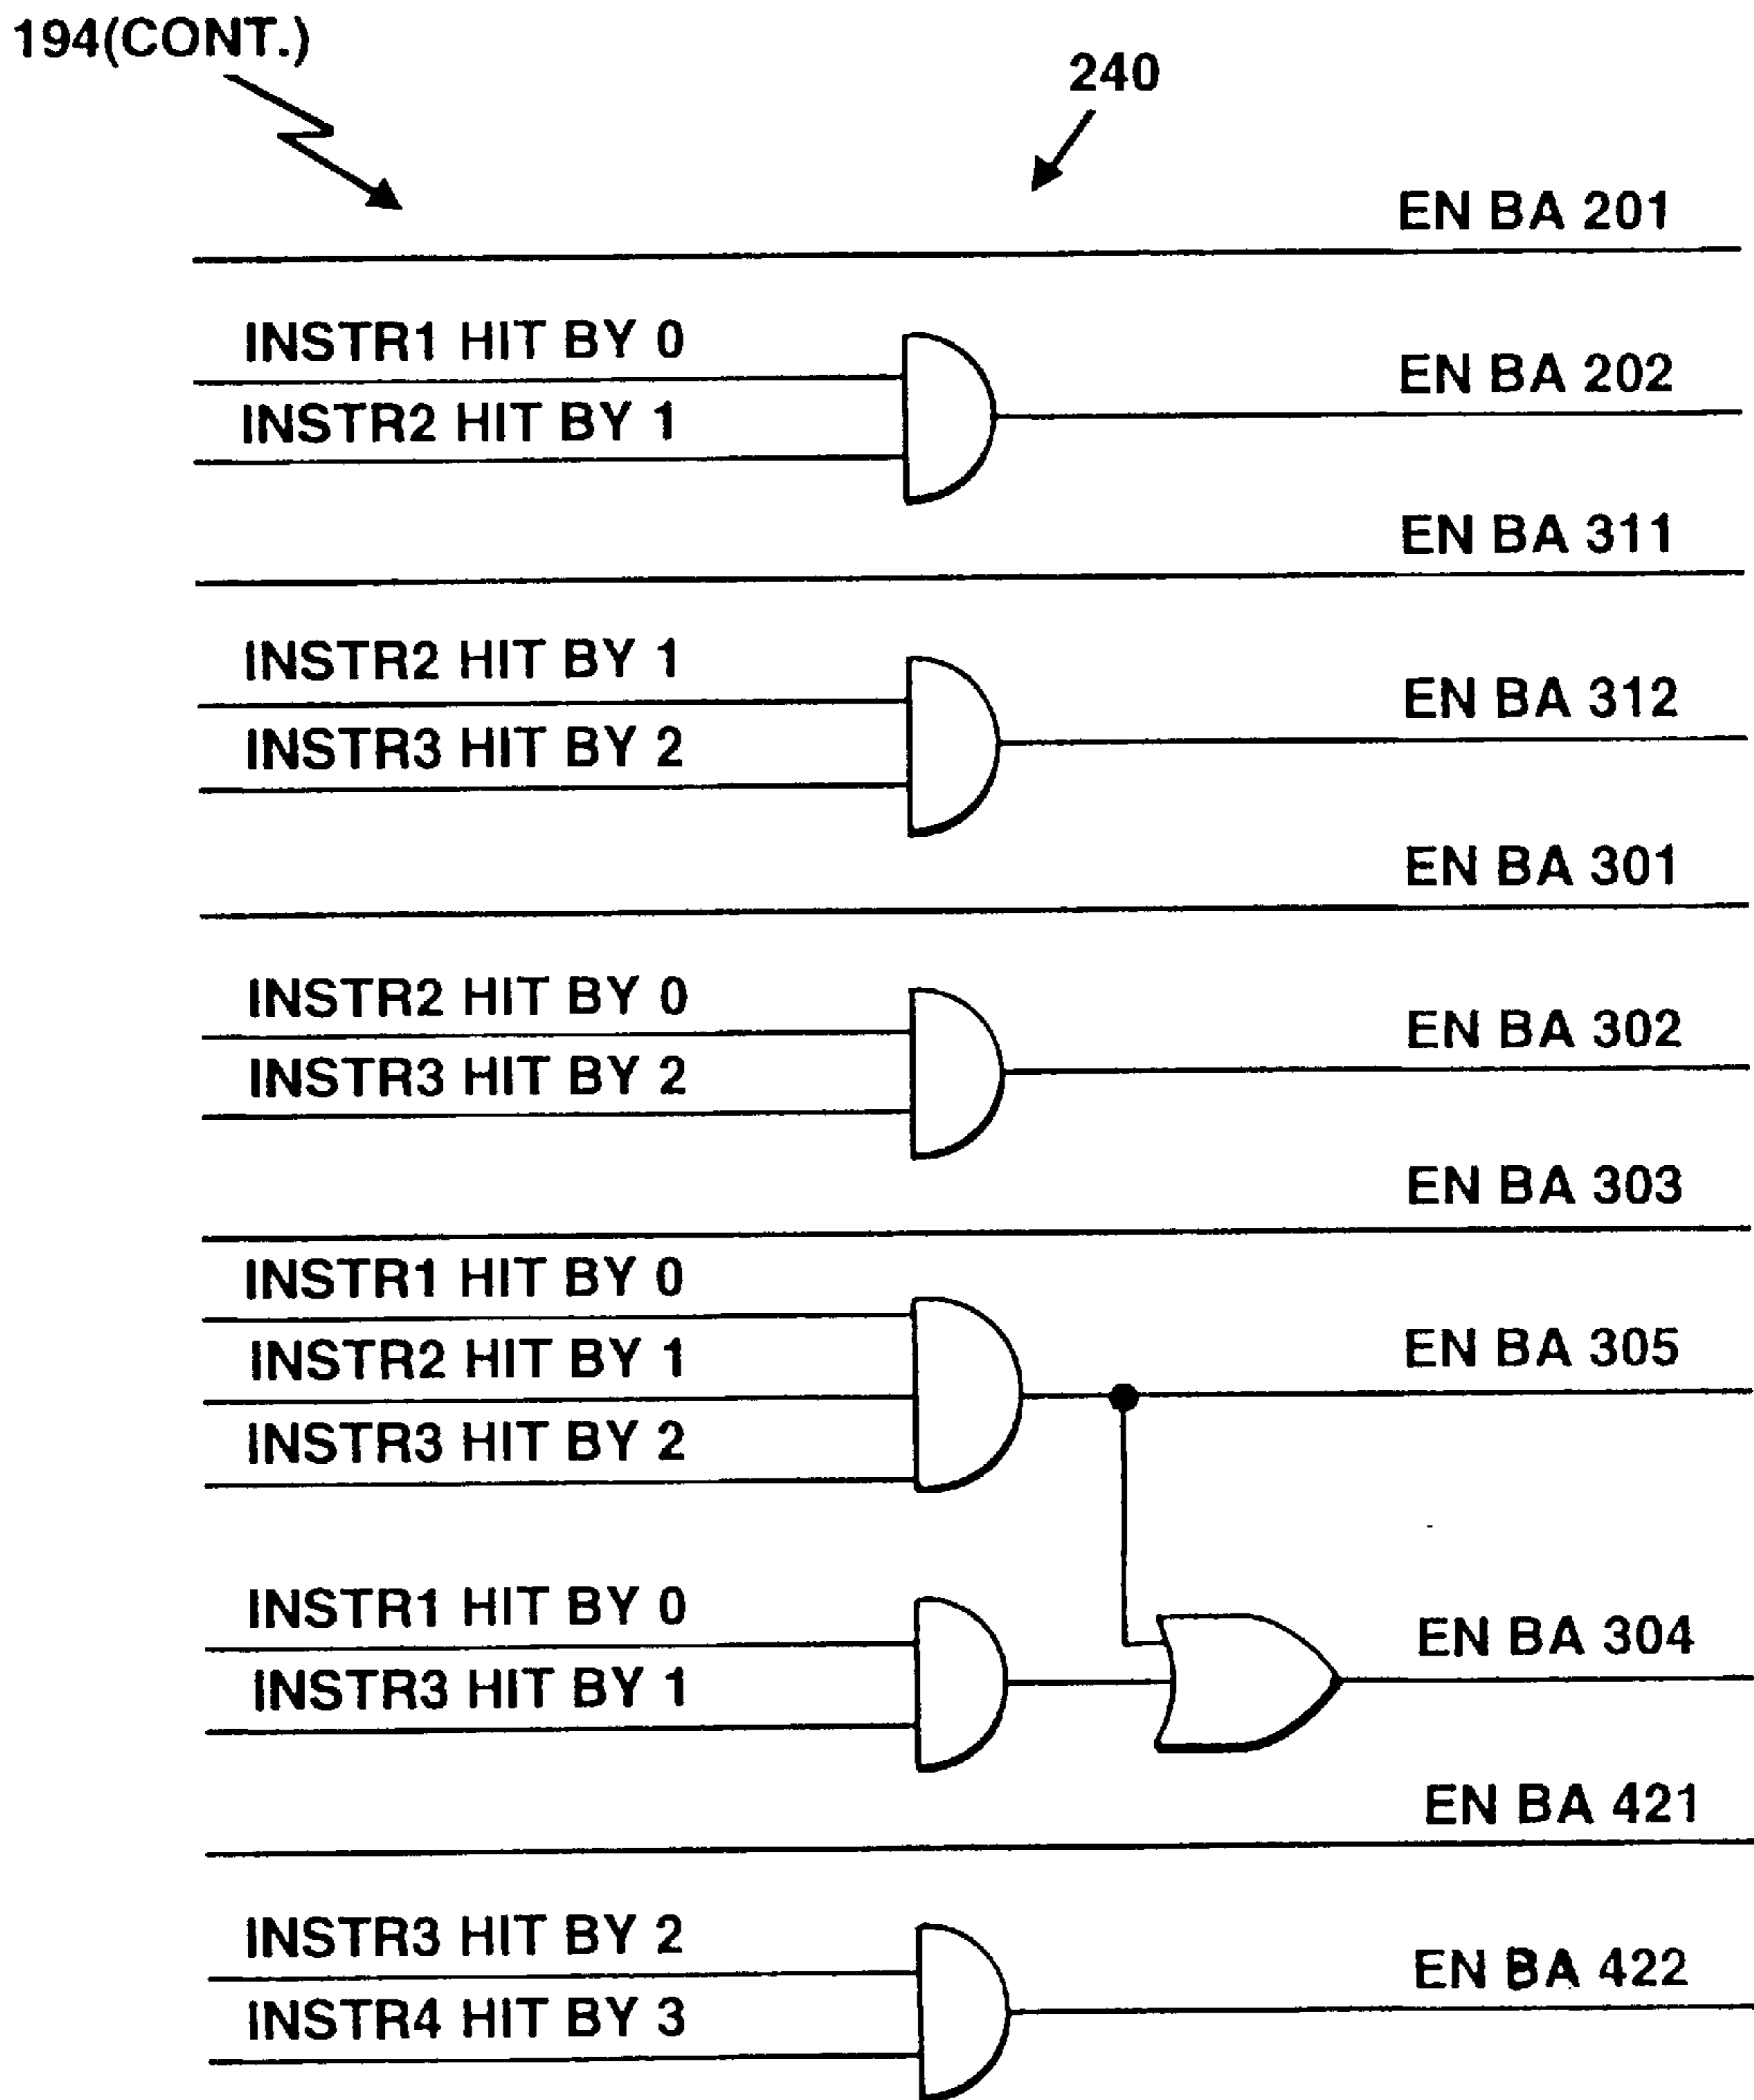 194(CONT.)
240
EN BA 201
INSTR1 HIT BY 0
EN BA 202
INSTR2 HIT BY 1
EN BA 311
INSTR2 HIT BY 1
EN BA 312
INSTR3 HIT BY 2
EN BA 301
INSTR2 HIT BY 0
EN BA 302
INSTR3 HIT BY 2
EN BA 303
INSTR1 HIT BY 0
INSTR2 HIT BY 1
EN BA 305
INSTR3 HIT BY 2
INSTR1 HIT BY 0
EN BA 304
INSTR3 HIT BY 1
EN BA 421
INSTR3 HIT BY 2
EN BA 422
INSTR4 HIT BY 3